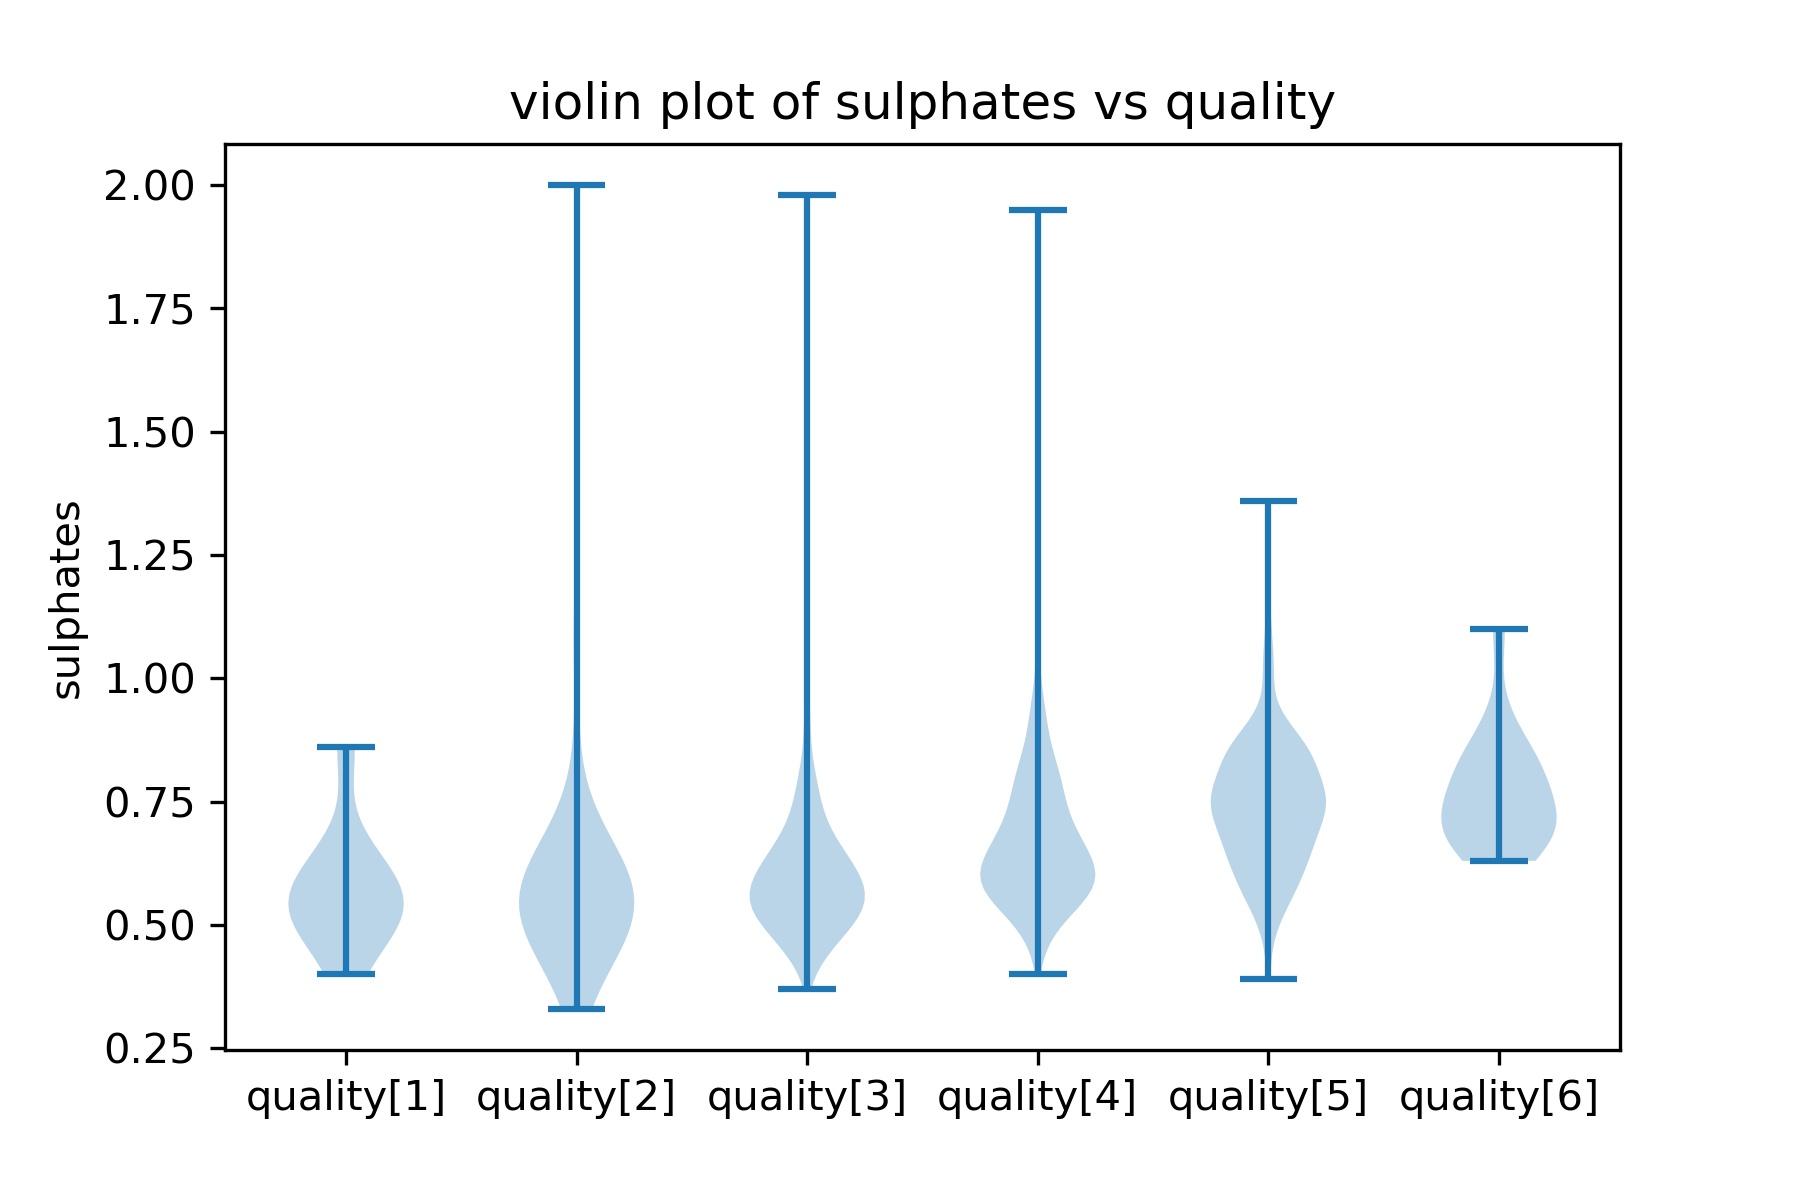 violin plot of sulphates vs quality
sulphates
2.00
1.75
1.50
1.25
1.00
0.75
0.50
0.25
quality[1] quality[2] quality[3] quality[4] quality[5] quality[6]